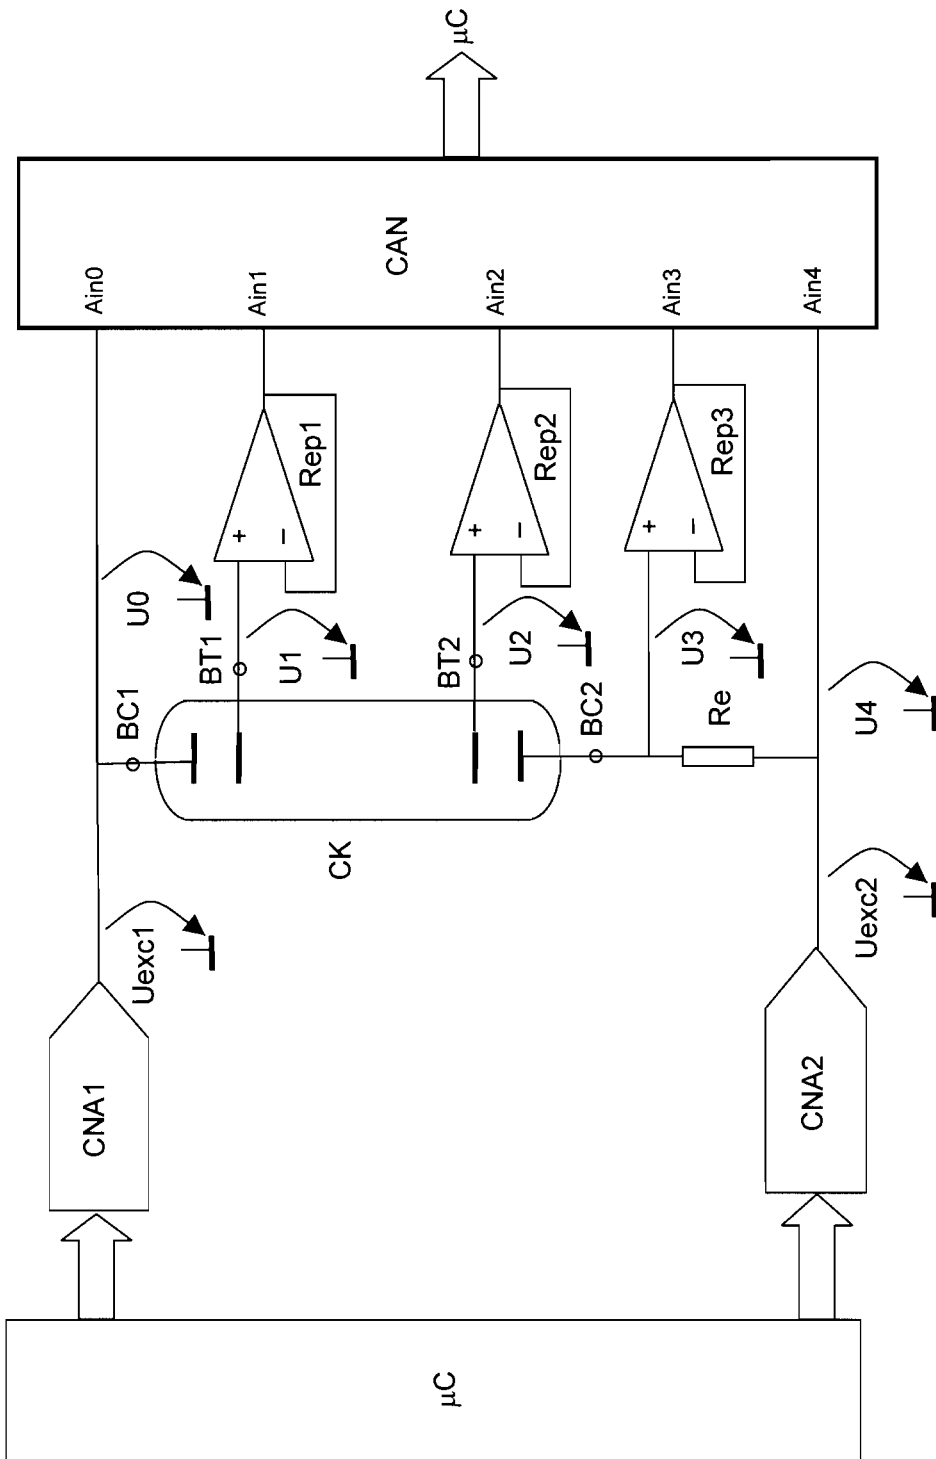 µC
CNA1
CNA2
Uexc1
Uexc2
CK
BC1
BT1
BT2
BC2
U0
U1
U2
U3
Re
U4
+
−
Rep1
+
−
Rep2
+
−
Rep3
Ain0
Ain1
Ain2
Ain3
Ain4
CAN
µC